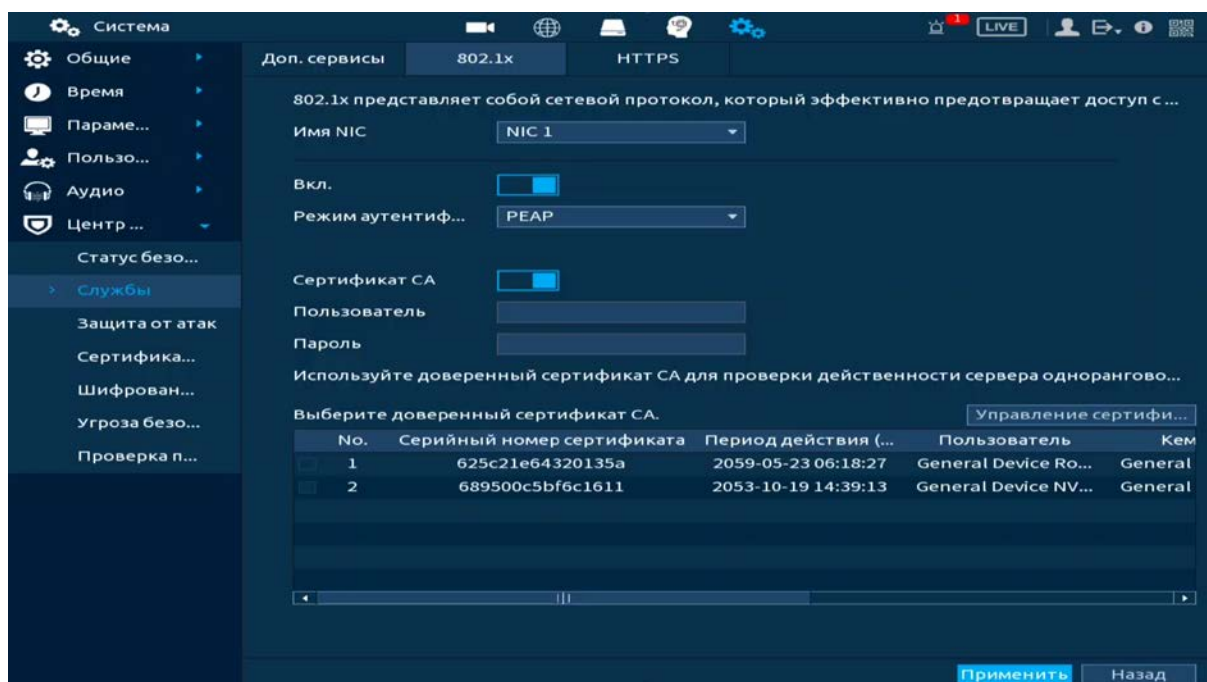 Система
1
LIVE
Общие
Время
Параме...
Пользо...
Аудио
Центр ...
Статус безо...
Службы
Защита от атак
Сертифика...
Шифрован...
Угроза безо...
Проверка п...
Доп. сервисы 802.1x HTTPS
802.1x представляет собой сетевой протокол, который эффективно предотвращает доступ с ...
Имя NIC NIC 1
Вкл.
Режим аутентиф... PEAP
Сертификат CA
Пользователь
Пароль
Используйте доверенный сертификат CA для проверки действенности сервера одноранговo...
Выберите доверенный сертификат CA. Управление сертифи...
No. Серийный номер сертификата Период действия (... Пользователь Кем
1 625c21e64320135a 2059-05-23 06:18:27 General Device Ro... General
2 689500c5bf6c1611 2053-10-19 14:39:13 General Device NV... General
Применить Назад